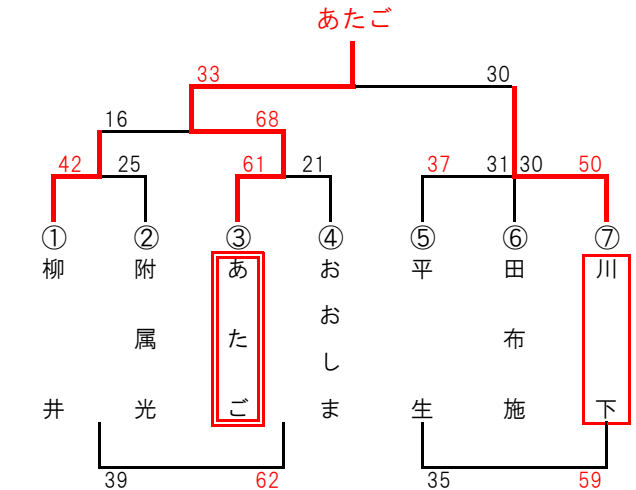 あたご
33 30
16 68
42 25 61 21 37 31 30 50
① ② ③ ④ ⑤ ⑥ ⑦
柳井
附属光
あたご
おおしま
平生
田布施
川下
39 62 35 59